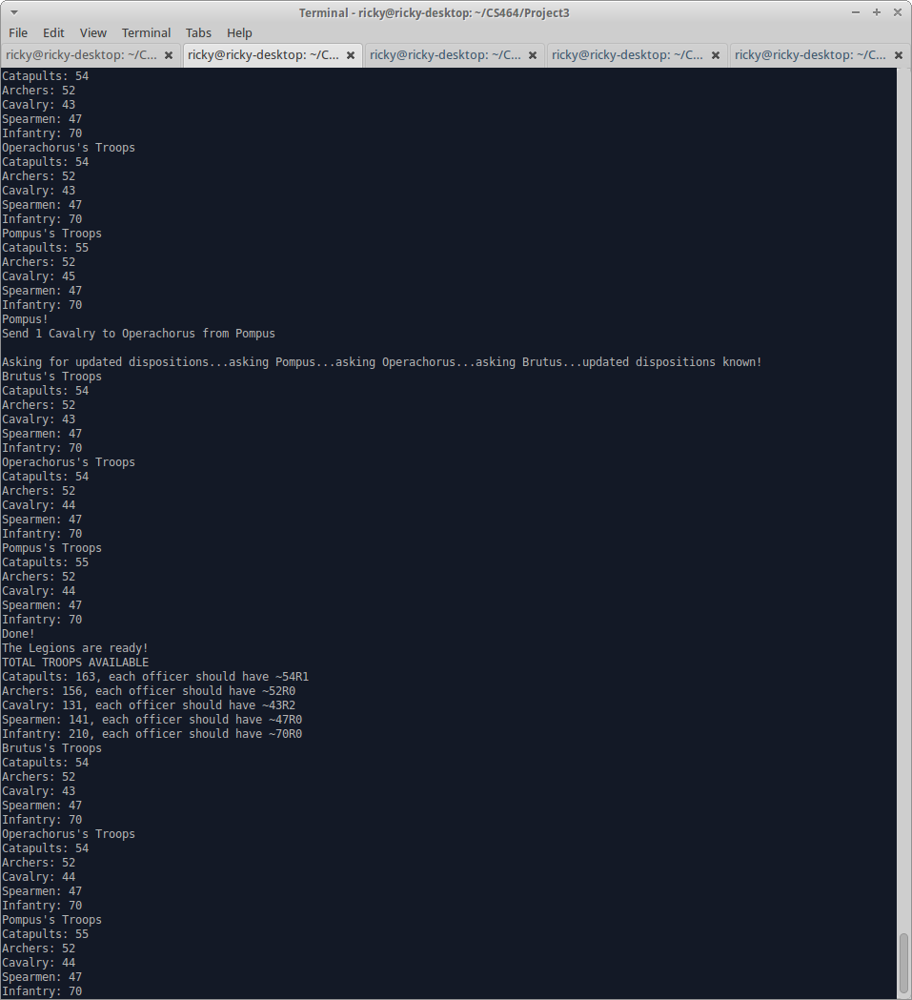 Terminal - ricky@ricky-desktop: ~/CS464/Project3
File Edit View Terminal Tabs Help
ricky@ricky-desktop: ~/C... ricky@ricky-desktop: ~/C... ricky@ricky-desktop: ~/C... ricky@ricky-desktop: ~/C... ricky@ricky-desktop: ~/C...
Catapults: 54
Archers: 52
Cavalry: 43
Spearmen: 47
Infantry: 70
Operachorus's Troops
Catapults: 54
Archers: 52
Cavalry: 43
Spearmen: 47
Infantry: 70
Pompus's Troops
Catapults: 55
Archers: 52
Cavalry: 45
Spearmen: 47
Infantry: 70
Pompus!
Send 1 Cavalry to Operachorus from Pompus
Asking for updated dispositions...asking Pompus...asking Operachorus...asking Brutus...updated dispositions known!
Brutus's Troops
Catapults: 54
Archers: 52
Cavalry: 43
Spearmen: 47
Infantry: 70
Operachorus's Troops
Catapults: 54
Archers: 52
Cavalry: 44
Spearmen: 47
Infantry: 70
Pompus's Troops
Catapults: 55
Archers: 52
Cavalry: 44
Spearmen: 47
Infantry: 70
Done!
The Legions are ready!
TOTAL TROOPS AVAILABLE
Catapults: 163, each officer should have ~54R1
Archers: 156, each officer should have ~52R0
Cavalry: 131, each officer should have ~43R2
Spearmen: 141, each officer should have ~47R0
Infantry: 210, each officer should have ~70R0
Brutus's Troops
Catapults: 54
Archers: 52
Cavalry: 43
Spearmen: 47
Infantry: 70
Operachorus's Troops
Catapults: 54
Archers: 52
Cavalry: 44
Spearmen: 47
Infantry: 70
Pompus's Troops
Catapults: 55
Archers: 52
Cavalry: 44
Spearmen: 47
Infantry: 70